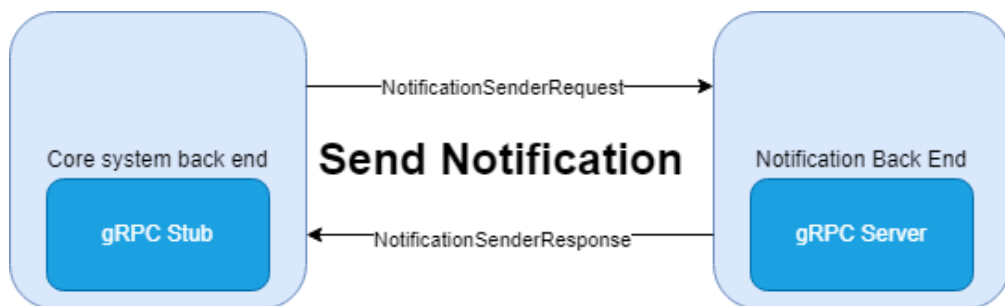 NotificationSenderRequest
Core system back end
Send Notification
Notification Back End
gRPC Stub
gRPC Server
NotificationSenderResponse